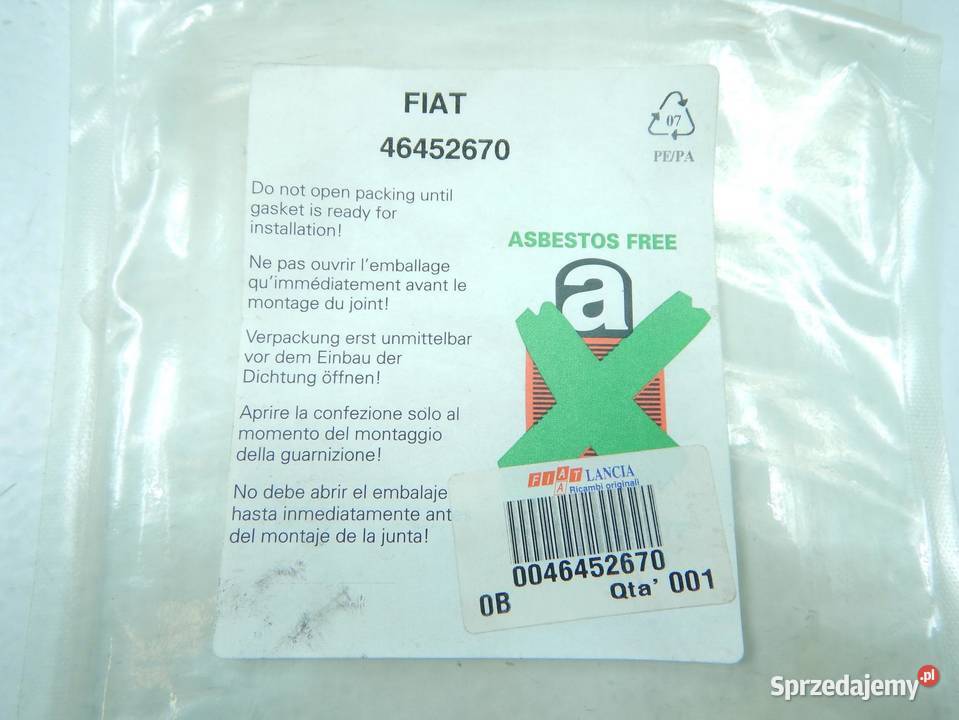 FIAT
46452670
07
PE/PA
Do not open packing until
gasket is ready for
installation!
Ne pas ouvrir l'emballage
qu'immédiatement avant le
montage du joint!
Verpackung erst unmittelbar
vor dem Einbau der
Dichtung öffnen!
Aprire la confezione solo al
momento del montaggio
della guarnizione!
No debe abrir el embalaje
hasta inmediatamente ant
del montaje de la junta!
ASBESTOS FREE
a
FIAT LANCIA
A Ricambi originali
0046452670
0B Qta' 001
Sprzedajemy.pl